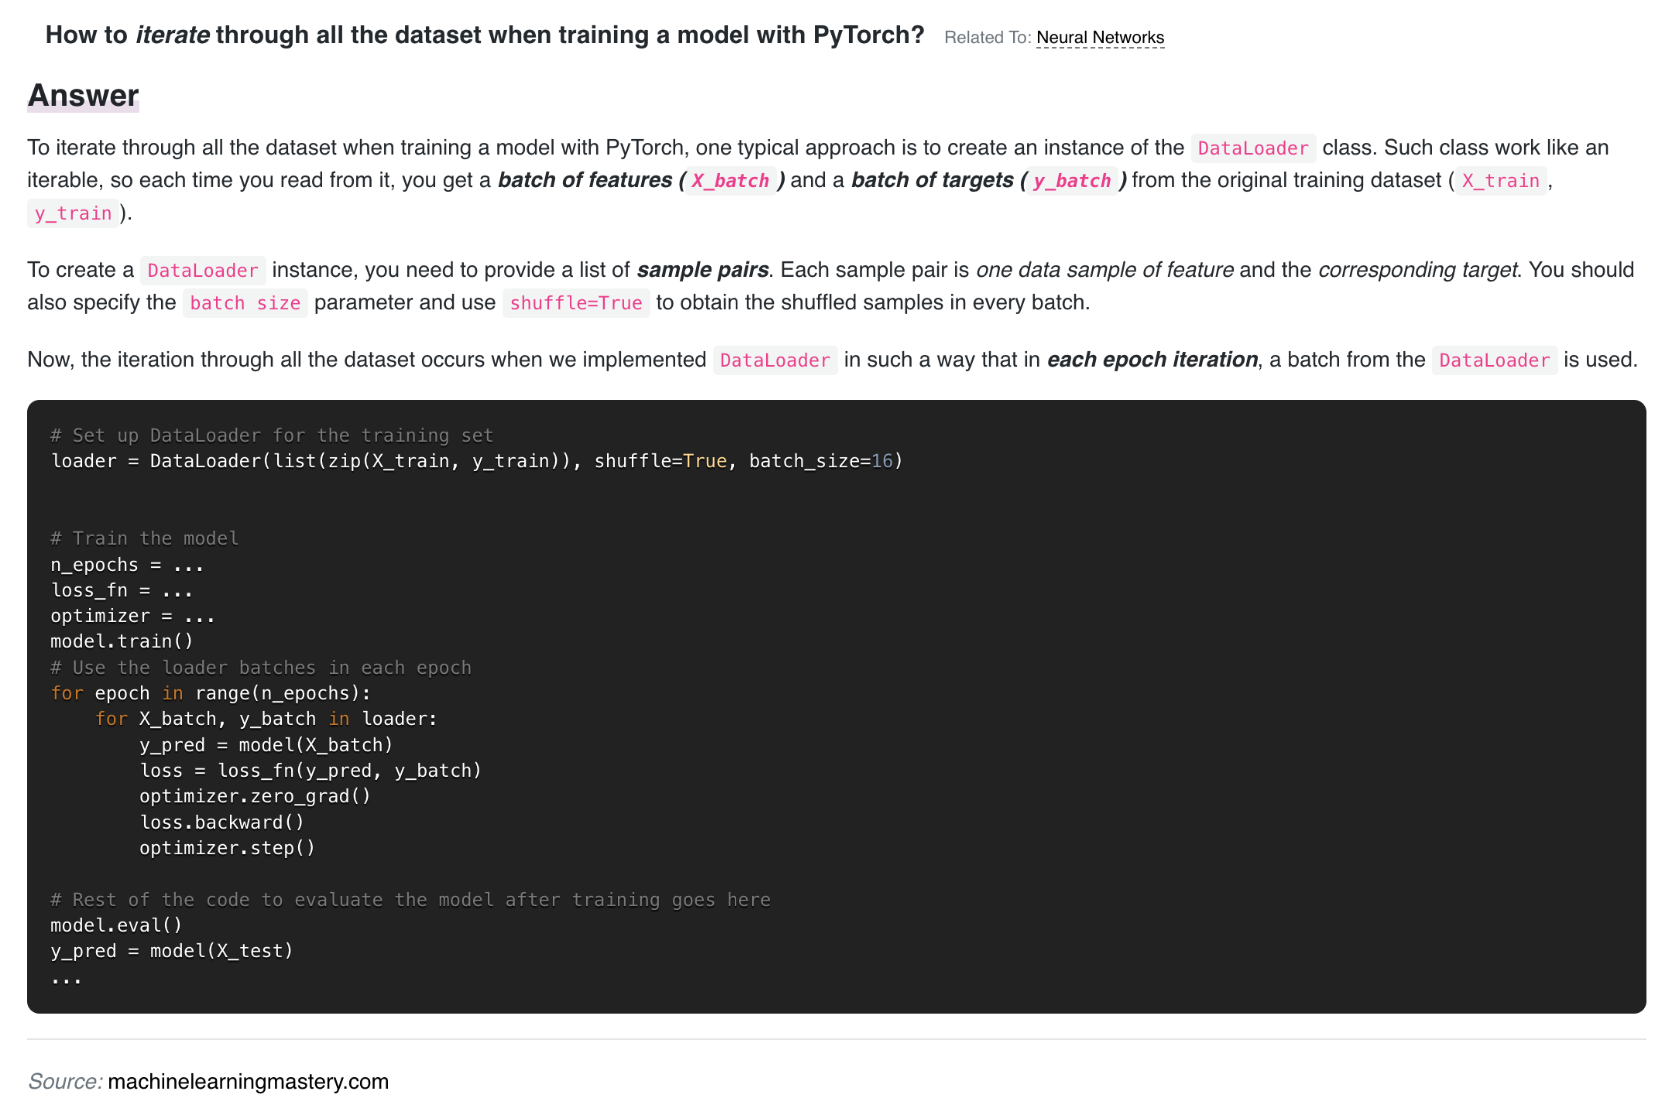 How to iterate through all the dataset when training a model with PyTorch? Related To: Neural Networks
Answer
To iterate through all the dataset when training a model with PyTorch, one typical approach is to create an instance of the DataLoader class. Such class work like an
iterable, so each time you read from it, you get a batch of features ( X_batch ) and a batch of targets ( y_batch ) from the original training dataset ( X_train ,
y_train ).
To create a DataLoader instance, you need to provide a list of sample pairs. Each sample pair is one data sample of feature and the corresponding target. You should
also specify the batch size parameter and use shuffle=True to obtain the shuffled samples in every batch.
Now, the iteration through all the dataset occurs when we implemented DataLoader in such a way that in each epoch iteration, a batch from the DataLoader is used.
# Set up DataLoader for the training set
loader = DataLoader(list(zip(X_train, y_train)), shuffle=True, batch_size=16)
# Train the model
n_epochs = ...
loss_fn = ...
optimizer = ...
model.train()
# Use the loader batches in each epoch
for epoch in range(n_epochs):
    for X_batch, y_batch in loader:
        y_pred = model(X_batch)
        loss = loss_fn(y_pred, y_batch)
        optimizer.zero_grad()
        loss.backward()
        optimizer.step()
# Rest of the code to evaluate the model after training goes here
model.eval()
y_pred = model(X_test)
...
Source: machinelearningmastery.com